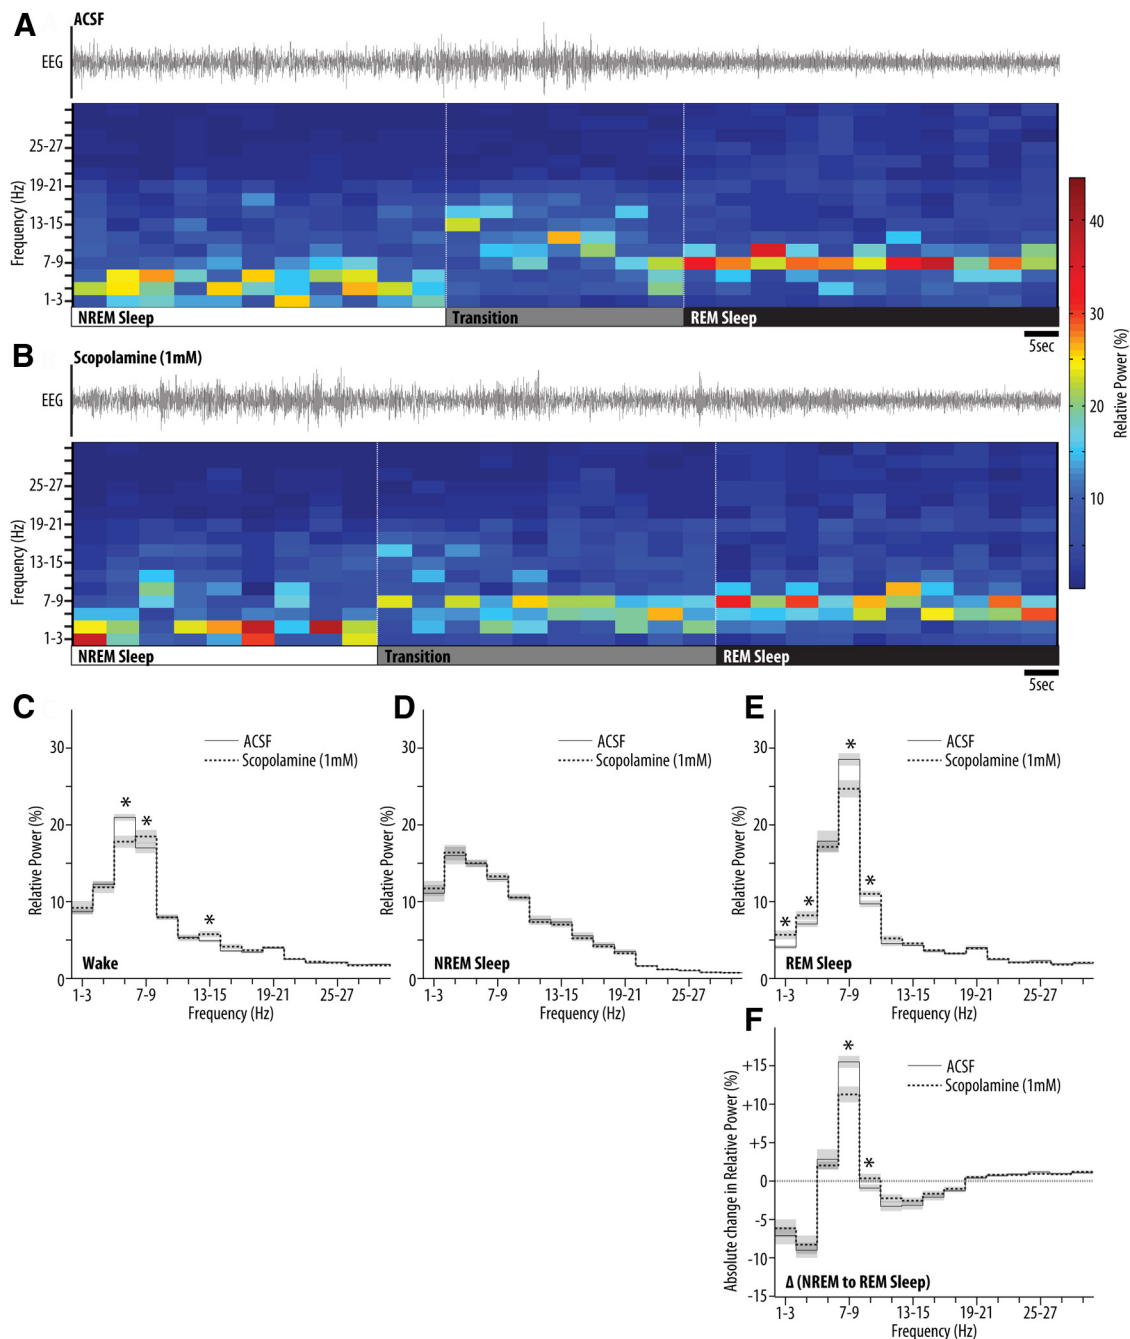 A
ACSF
EEG
Frequency (Hz)
25-27
19-21
13-15
7-9
1-3
NREM Sleep
Transition
REM Sleep
5sec
B
Scopolamine (1mM)
EEG
Frequency (Hz)
25-27
19-21
13-15
7-9
1-3
NREM Sleep
Transition
REM Sleep
5sec
40
30
20
10
Relative Power (%)
C
ACSF
Scopolamine (1mM)
Relative Power (%)
30
20
10
0
*
*
*
Wake
1-3 7-9 13-15 19-21 25-27
Frequency (Hz)
D
ACSF
Scopolamine (1mM)
Relative Power (%)
30
20
10
0
NREM Sleep
1-3 7-9 13-15 19-21 25-27
Frequency (Hz)
E
ACSF
Scopolamine (1mM)
Relative Power (%)
30
20
10
0
*
*
*
*
REM Sleep
1-3 7-9 13-15 19-21 25-27
Frequency (Hz)
F
ACSF
Scopolamine (1mM)
Absolute change in Relative Power (%)
+15
+10
+5
0
-5
-10
-15
*
*
Δ (NREM to REM Sleep)
1-3 7-9 13-15 19-21 25-27
Frequency (Hz)